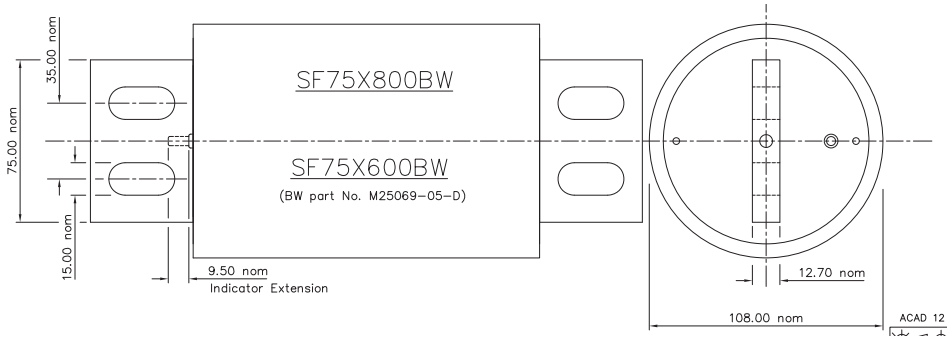 35.00 nom
75.00 nom
15.00 nom
SF75X800BW
SF75X600BW
(BW part No. M25069-05-D)
9.50 nom
Indicator Extension
12.70 nom
108.00 nom
ACAD 12